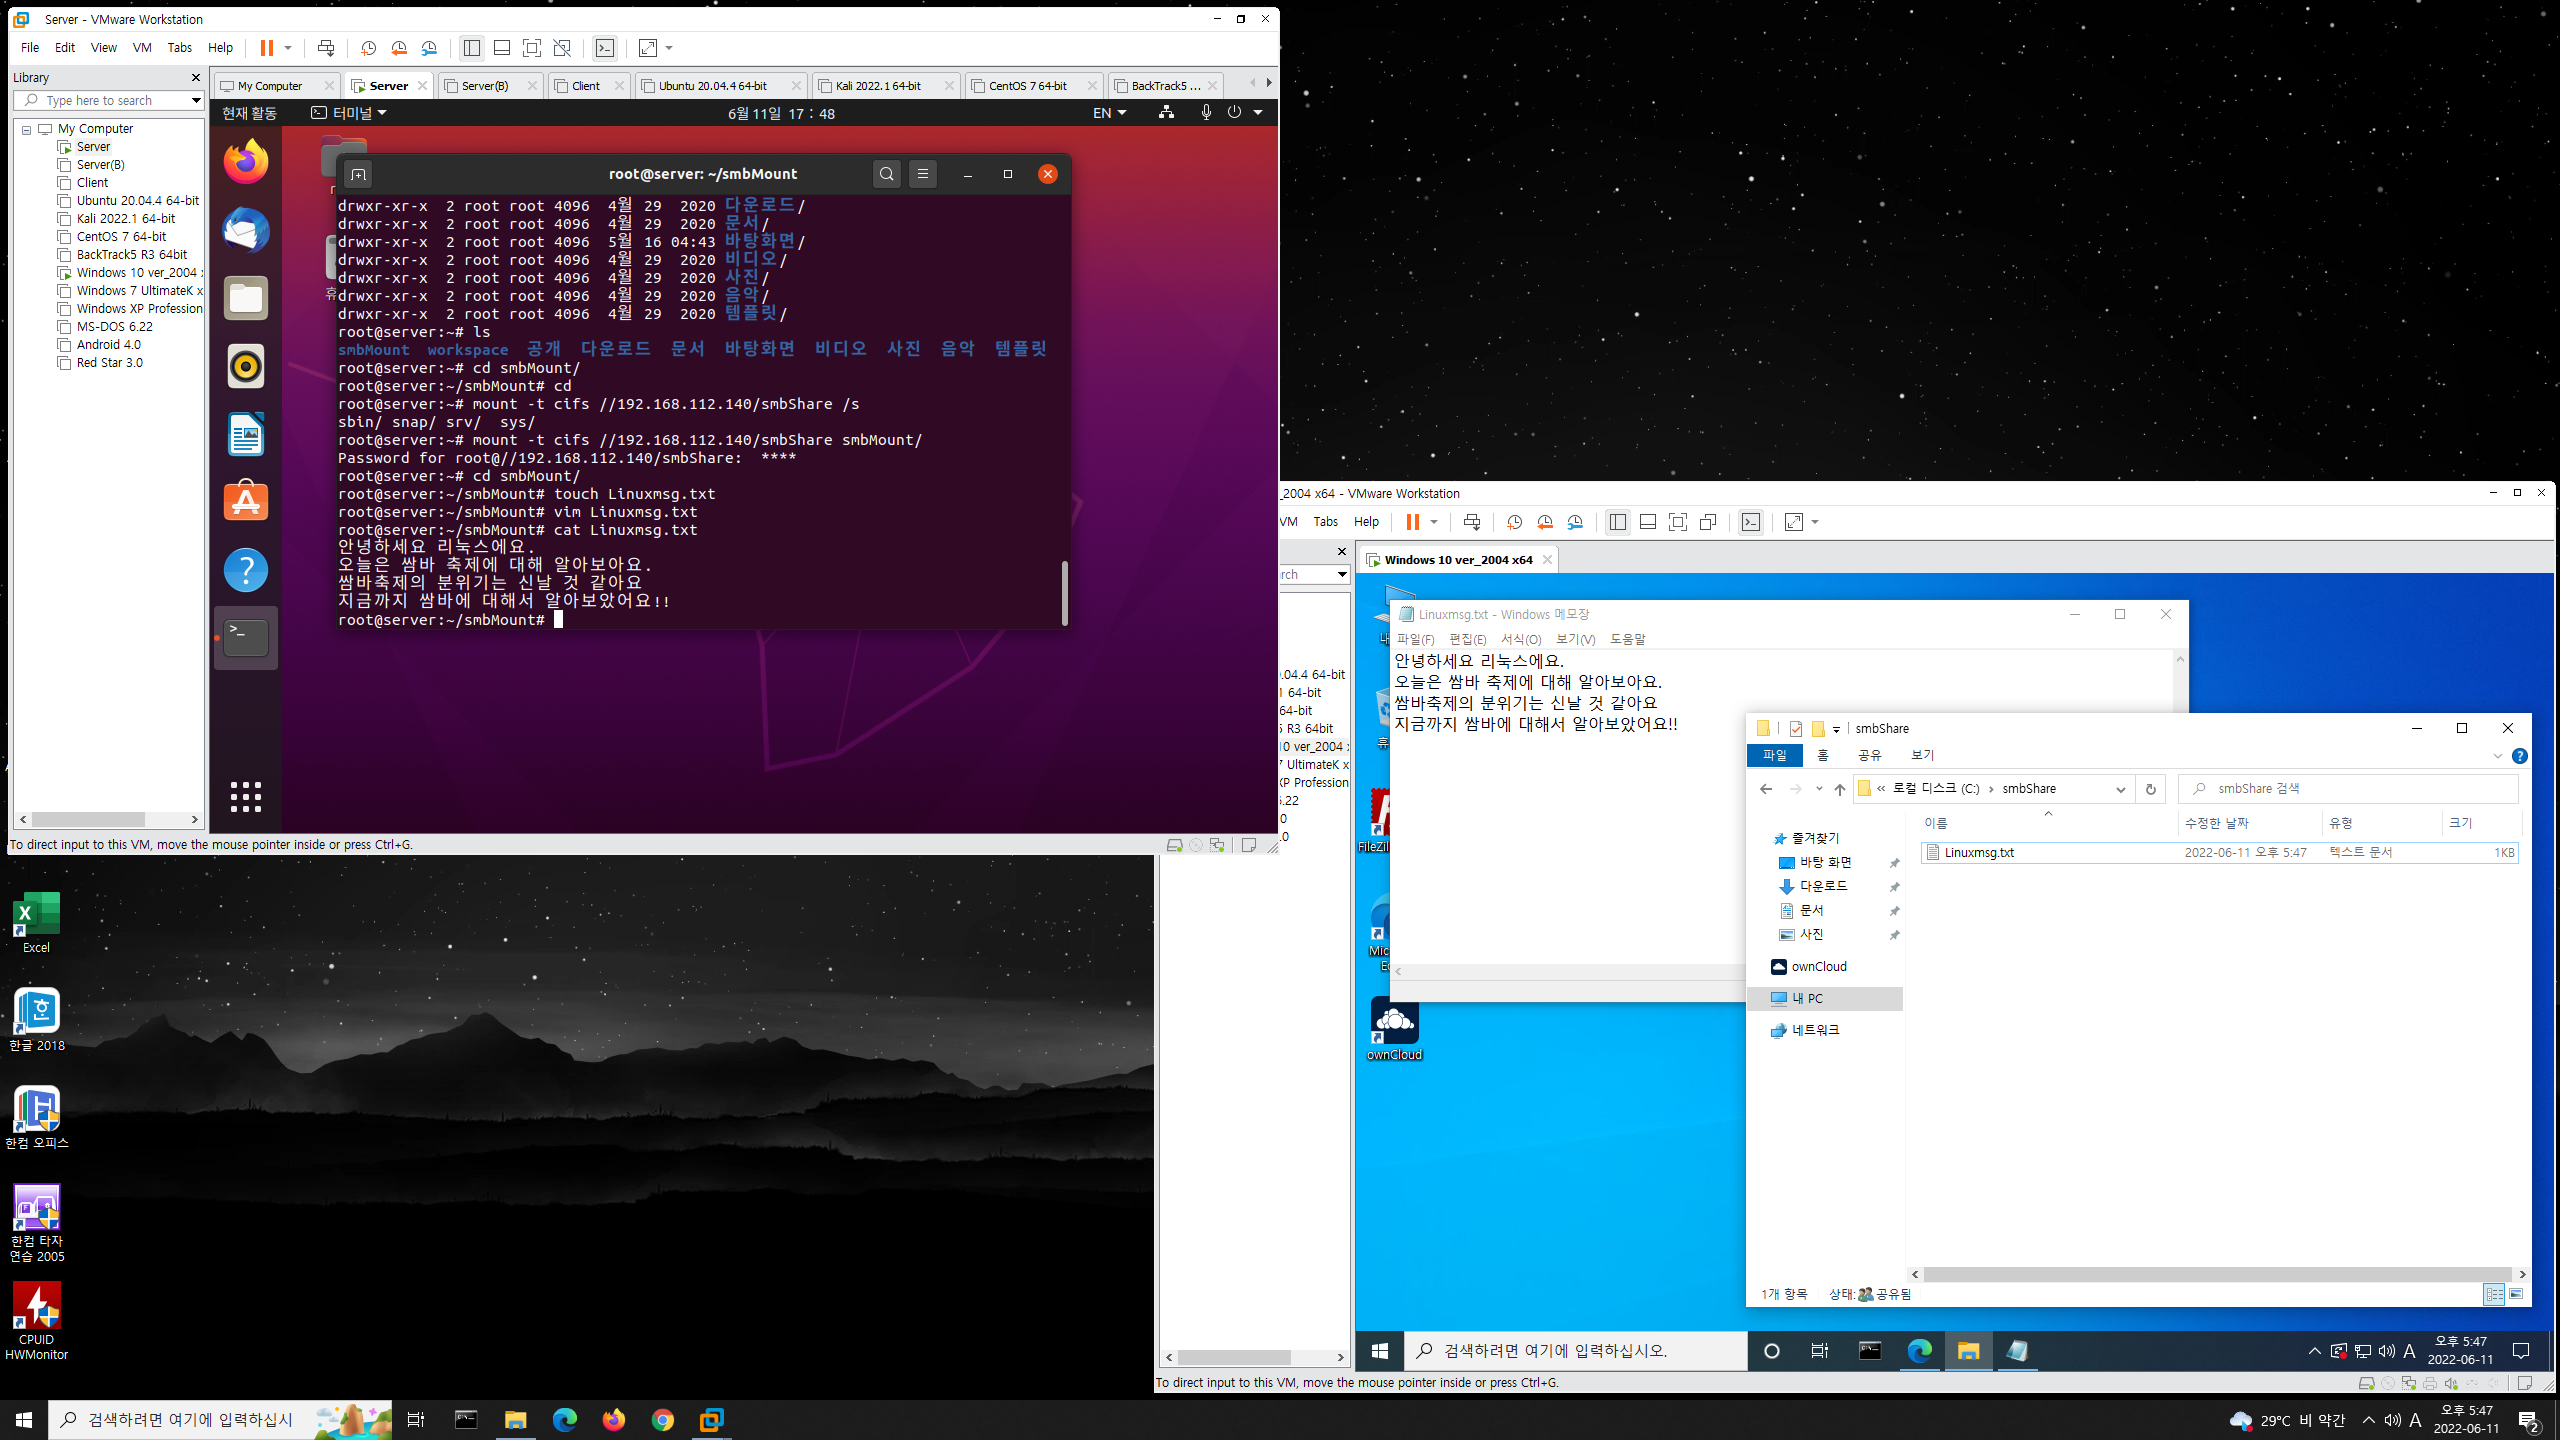 Server - VMware Workstation
File Edit View VM Tabs Help
Library
Type here to search
My Computer
Server
Server(B)
Client
Ubuntu 20.04.4 64-bit
Kali 2022.1 64-bit
CentOS 7 64-bit
BackTrack5 R3 64bit
Windows 10 ver_2004 x
Windows 7 UltimateK x
Windows XP Profession
MS-DOS 6.22
Android 4.0
Red Star 3.0
My Computer Server Server(B) Client Ubuntu 20.04.4 64-bit Kali 2022.1 64-bit CentOS 7 64-bit BackTrack5 ...
현재 활동 터미널 6월 11일 17 : 48 EN
root@server: ~/smbMount
drwxr-xr-x 2 root root 4096 4월 29 2020 다운로드/
drwxr-xr-x 2 root root 4096 4월 29 2020 문서/
drwxr-xr-x 2 root root 4096 5월 16 04:43 바탕화면/
drwxr-xr-x 2 root root 4096 4월 29 2020 비디오/
drwxr-xr-x 2 root root 4096 4월 29 2020 사진/
drwxr-xr-x 2 root root 4096 4월 29 2020 음악/
drwxr-xr-x 2 root root 4096 4월 29 2020 템플릿/
root@server:~# ls
smbMount workspace 공개 다운로드 문서 바탕화면 비디오 사진 음악 템플릿
root@server:~# cd smbMount/
root@server:~/smbMount# cd
root@server:~# mount -t cifs //192.168.112.140/smbShare /s
sbin/ snap/ srv/ sys/
root@server:~# mount -t cifs //192.168.112.140/smbShare smbMount/
Password for root@//192.168.112.140/smbShare: ****
root@server:~# cd smbMount/
root@server:~/smbMount# touch Linuxmsg.txt
root@server:~/smbMount# vim Linuxmsg.txt
root@server:~/smbMount# cat Linuxmsg.txt
안녕하세요 리눅스에요.
오늘은 쌈바 축제에 대해 알아보아요.
쌈바축제의 분위기는 신날 것 같아요
지금까지 쌈바에 대해서 알아보았어요!!
root@server:~/smbMount#
To direct input to this VM, move the mouse pointer inside or press Ctrl+G.
_2004 x64 - VMware Workstation
VM Tabs Help
rch
Windows 10 ver_2004 x64
.04.4 64-bit
1 64-bit
64-bit
5 R3 64bit
10 ver_2004 x
7 UltimateK x
XP Profession
6.22
0
.0
Linuxmsg.txt - Windows 메모장
파일(F) 편집(E) 서식(O) 보기(V) 도움말
안녕하세요 리눅스에요.
오늘은 쌈바 축제에 대해 알아보아요.
쌈바축제의 분위기는 신날 것 같아요
지금까지 쌈바에 대해서 알아보았어요!!
내
휴
FileZil
Mic
Ed
ownCloud
smbShare
파일 홈 공유 보기
« 로컬 디스크 (C:) › smbShare
smbShare 검색
이름 수정한 날짜 유형 크기
Linuxmsg.txt 2022-06-11 오후 5:47 텍스트 문서 1KB
즐겨찾기
바탕 화면
다운로드
문서
사진
ownCloud
내 PC
네트워크
1개 항목 상태: 공유됨
검색하려면 여기에 입력하십시오.
A 오후 5:47
2022-06-11
To direct input to this VM, move the mouse pointer inside or press Ctrl+G.
Excel
한글 2018
한컴 오피스
한컴 타자
연습 2005
CPUID
HWMonitor
검색하려면 여기에 입력하십시
29°C 비 약간 A 오후 5:47
2022-06-11
2